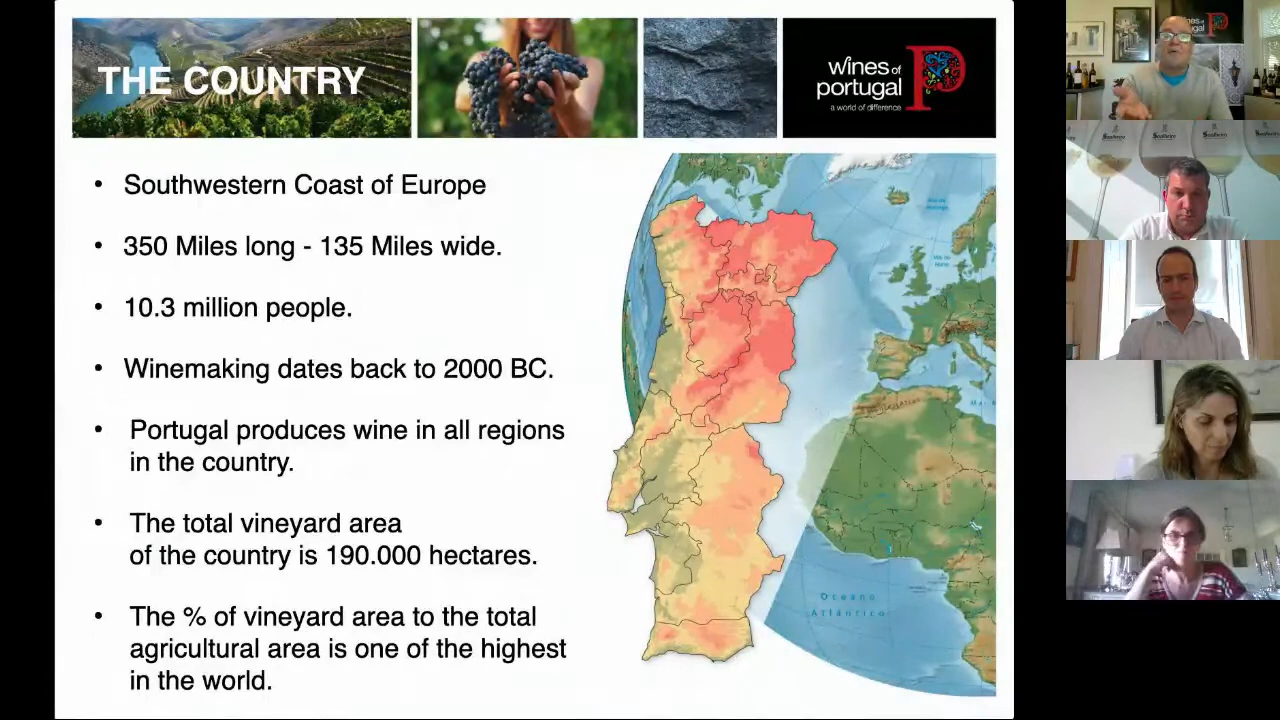 THE COUNTRY
wines of
portugal
a world of difference
• Southwestern Coast of Europe
• 350 Miles long - 135 Miles wide.
• 10.3 million people.
• Winemaking dates back to 2000 BC.
• Portugal produces wine in all regions
in the country.
• The total vineyard area
of the country is 190.000 hectares.
• The % of vineyard area to the total
agricultural area is one of the highest
in the world.
Oceano
Atlântico
wines of
portugal